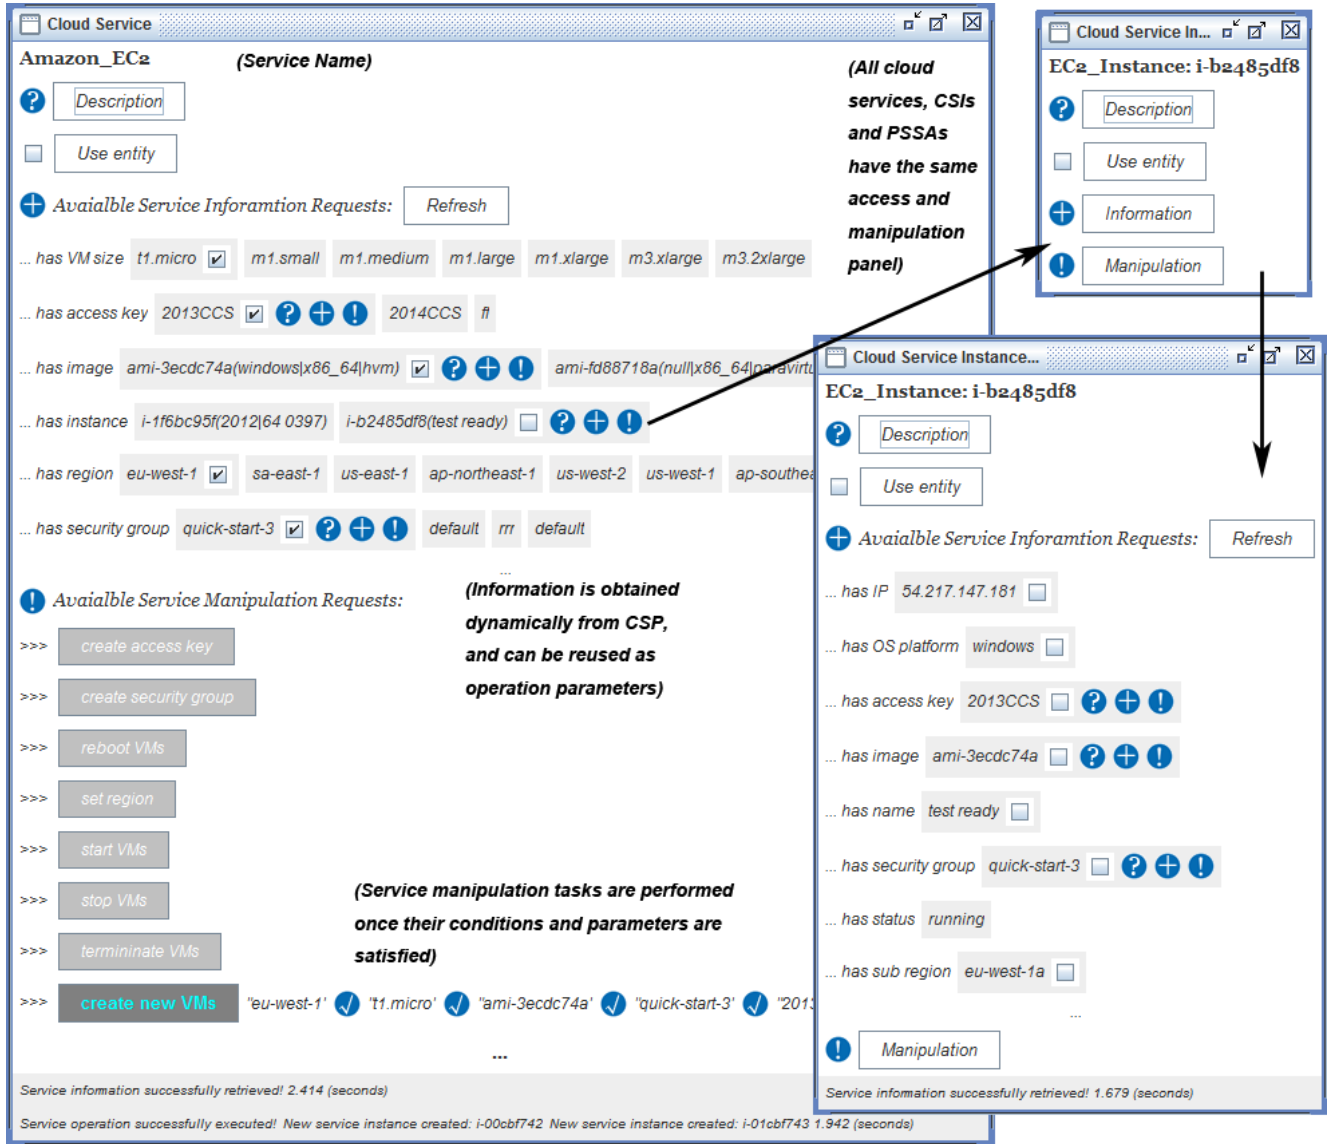 Cloud Service
Amazon_EC2
(Service Name)
Description
Use entity
(All cloud
services, CSIs
and PSSAs
have the same
access and
manipulation
panel)
Avaialble Service Inforamtion Requests:
Refresh
... has VM size t1.micro m1.small m1.medium m1.large m1.xlarge m3.xlarge m3.2xlarge
... has access key 2013CCS 2014CCS fl
... has image ami-3ecdc74a(windows|x86_64|hvm) ami-fd88718a(null|x86_64|paravirtu
... has instance i-1f6bc95f(2012|64 0397) i-b2485df8(test ready)
... has region eu-west-1 sa-east-1 us-east-1 ap-northeast-1 us-west-2 us-west-1 ap-southea
... has security group quick-start-3 default rrr default
...
Avaialble Service Manipulation Requests:
(Information is obtained
dynamically from CSP,
and can be reused as
operation parameters)
>>> create access key
>>> create security group
>>> reboot VMs
>>> set region
>>> start VMs
>>> stop VMs
>>> termininate VMs
(Service manipulation tasks are performed
once their conditions and parameters are
satisfied)
>>> create new VMs "eu-west-1' "t1.micro' "ami-3ecdc74a' "quick-start-3' "2013
...
Service information successfully retrieved! 2.414 (seconds)
Service operation successfully executed! New service instance created: i-00cbf742 New service instance created: i-01cbf743 1.942 (seconds)
Cloud Service In...
EC2_Instance: i-b2485df8
Description
Use entity
Information
Manipulation
Cloud Service Instance...
EC2_Instance: i-b2485df8
Description
Use entity
Avaialble Service Inforamtion Requests:
Refresh
... has IP 54.217.147.181
... has OS platform windows
... has access key 2013CCS
... has image ami-3ecdc74a
... has name test ready
... has security group quick-start-3
... has status running
... has sub region eu-west-1a
...
Manipulation
Service information successfully retrieved! 1.679 (seconds)